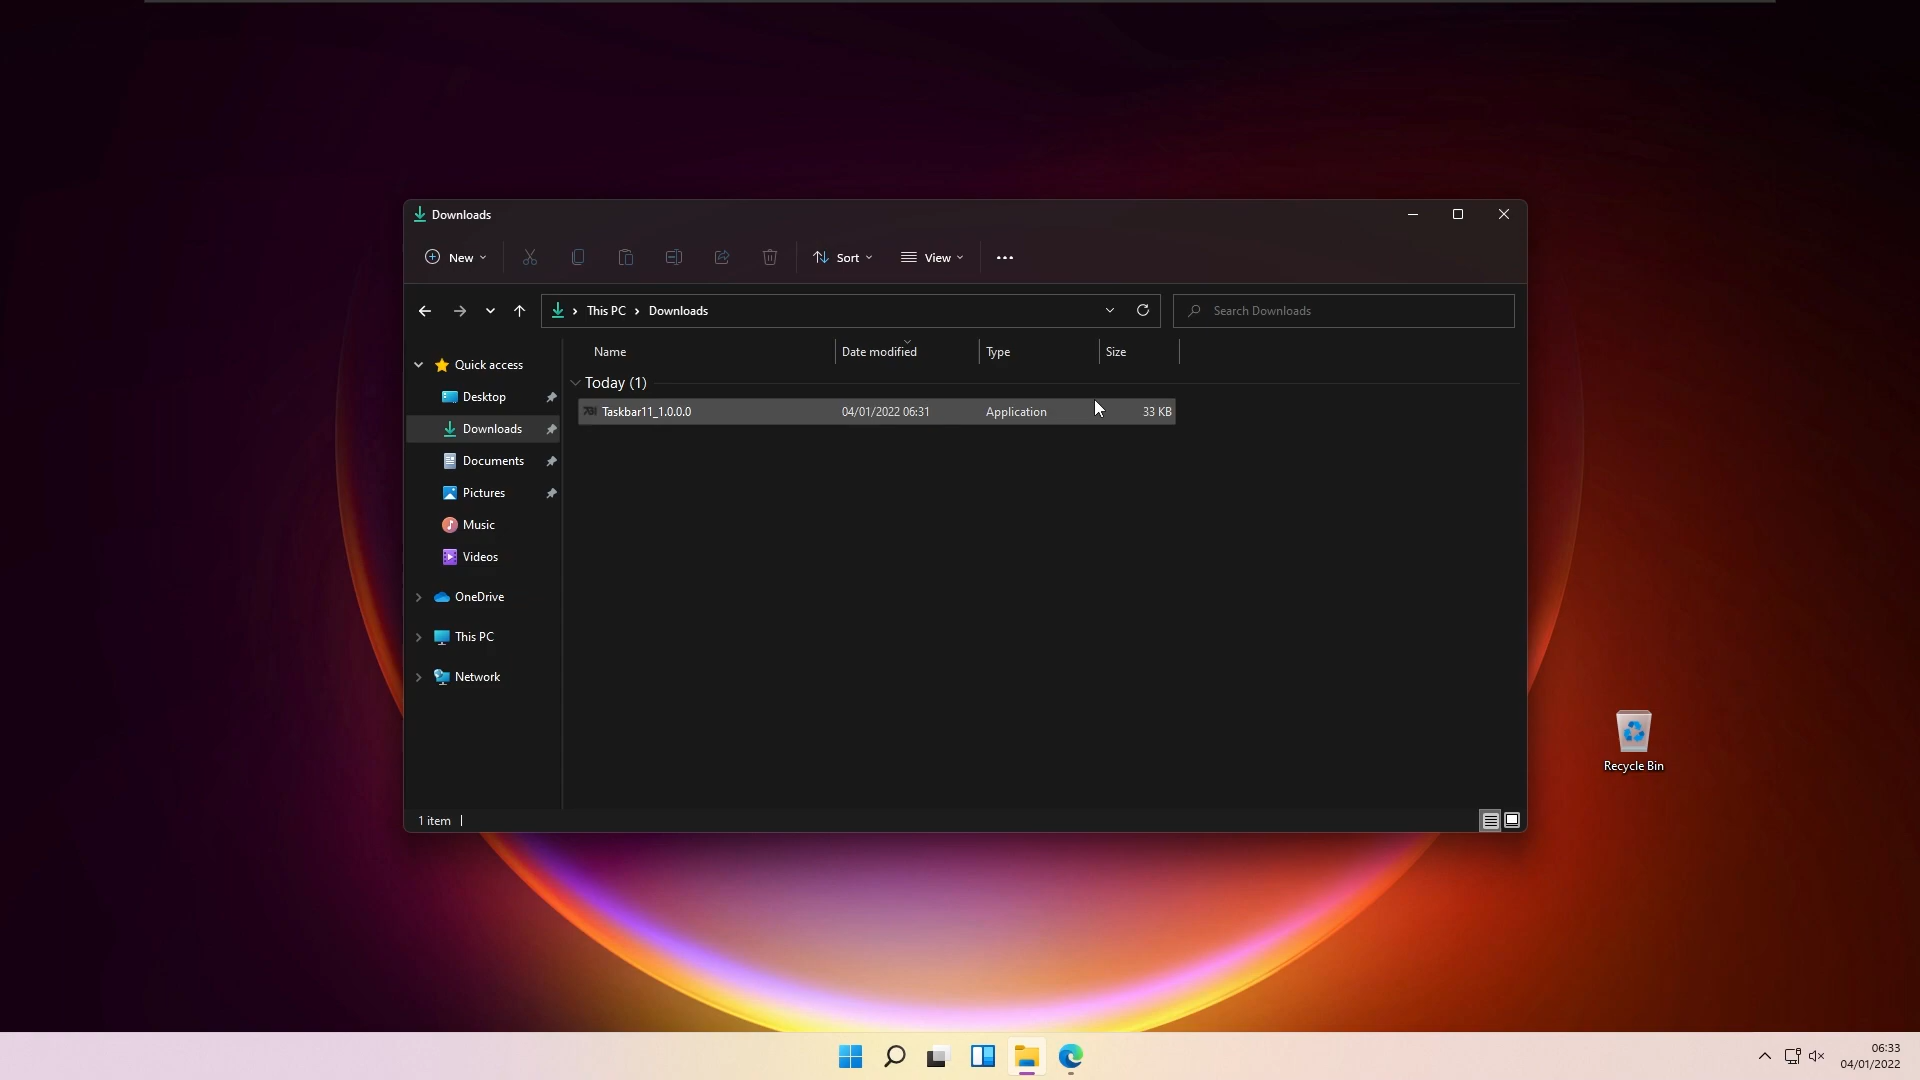 Downloads
New
Sort
View
This PC
Downloads
Search Downloads
Name
Date modified
Type
Size
Quick access
Today (1)
Desktop
Taskbar11_1.0.0.0
04/01/2022 06:31
Application
33 KB
Downloads
Documents
Pictures
Music
Videos
OneDrive
This PC
Network
Recycle Bin
1 item
06:33
04/01/2022